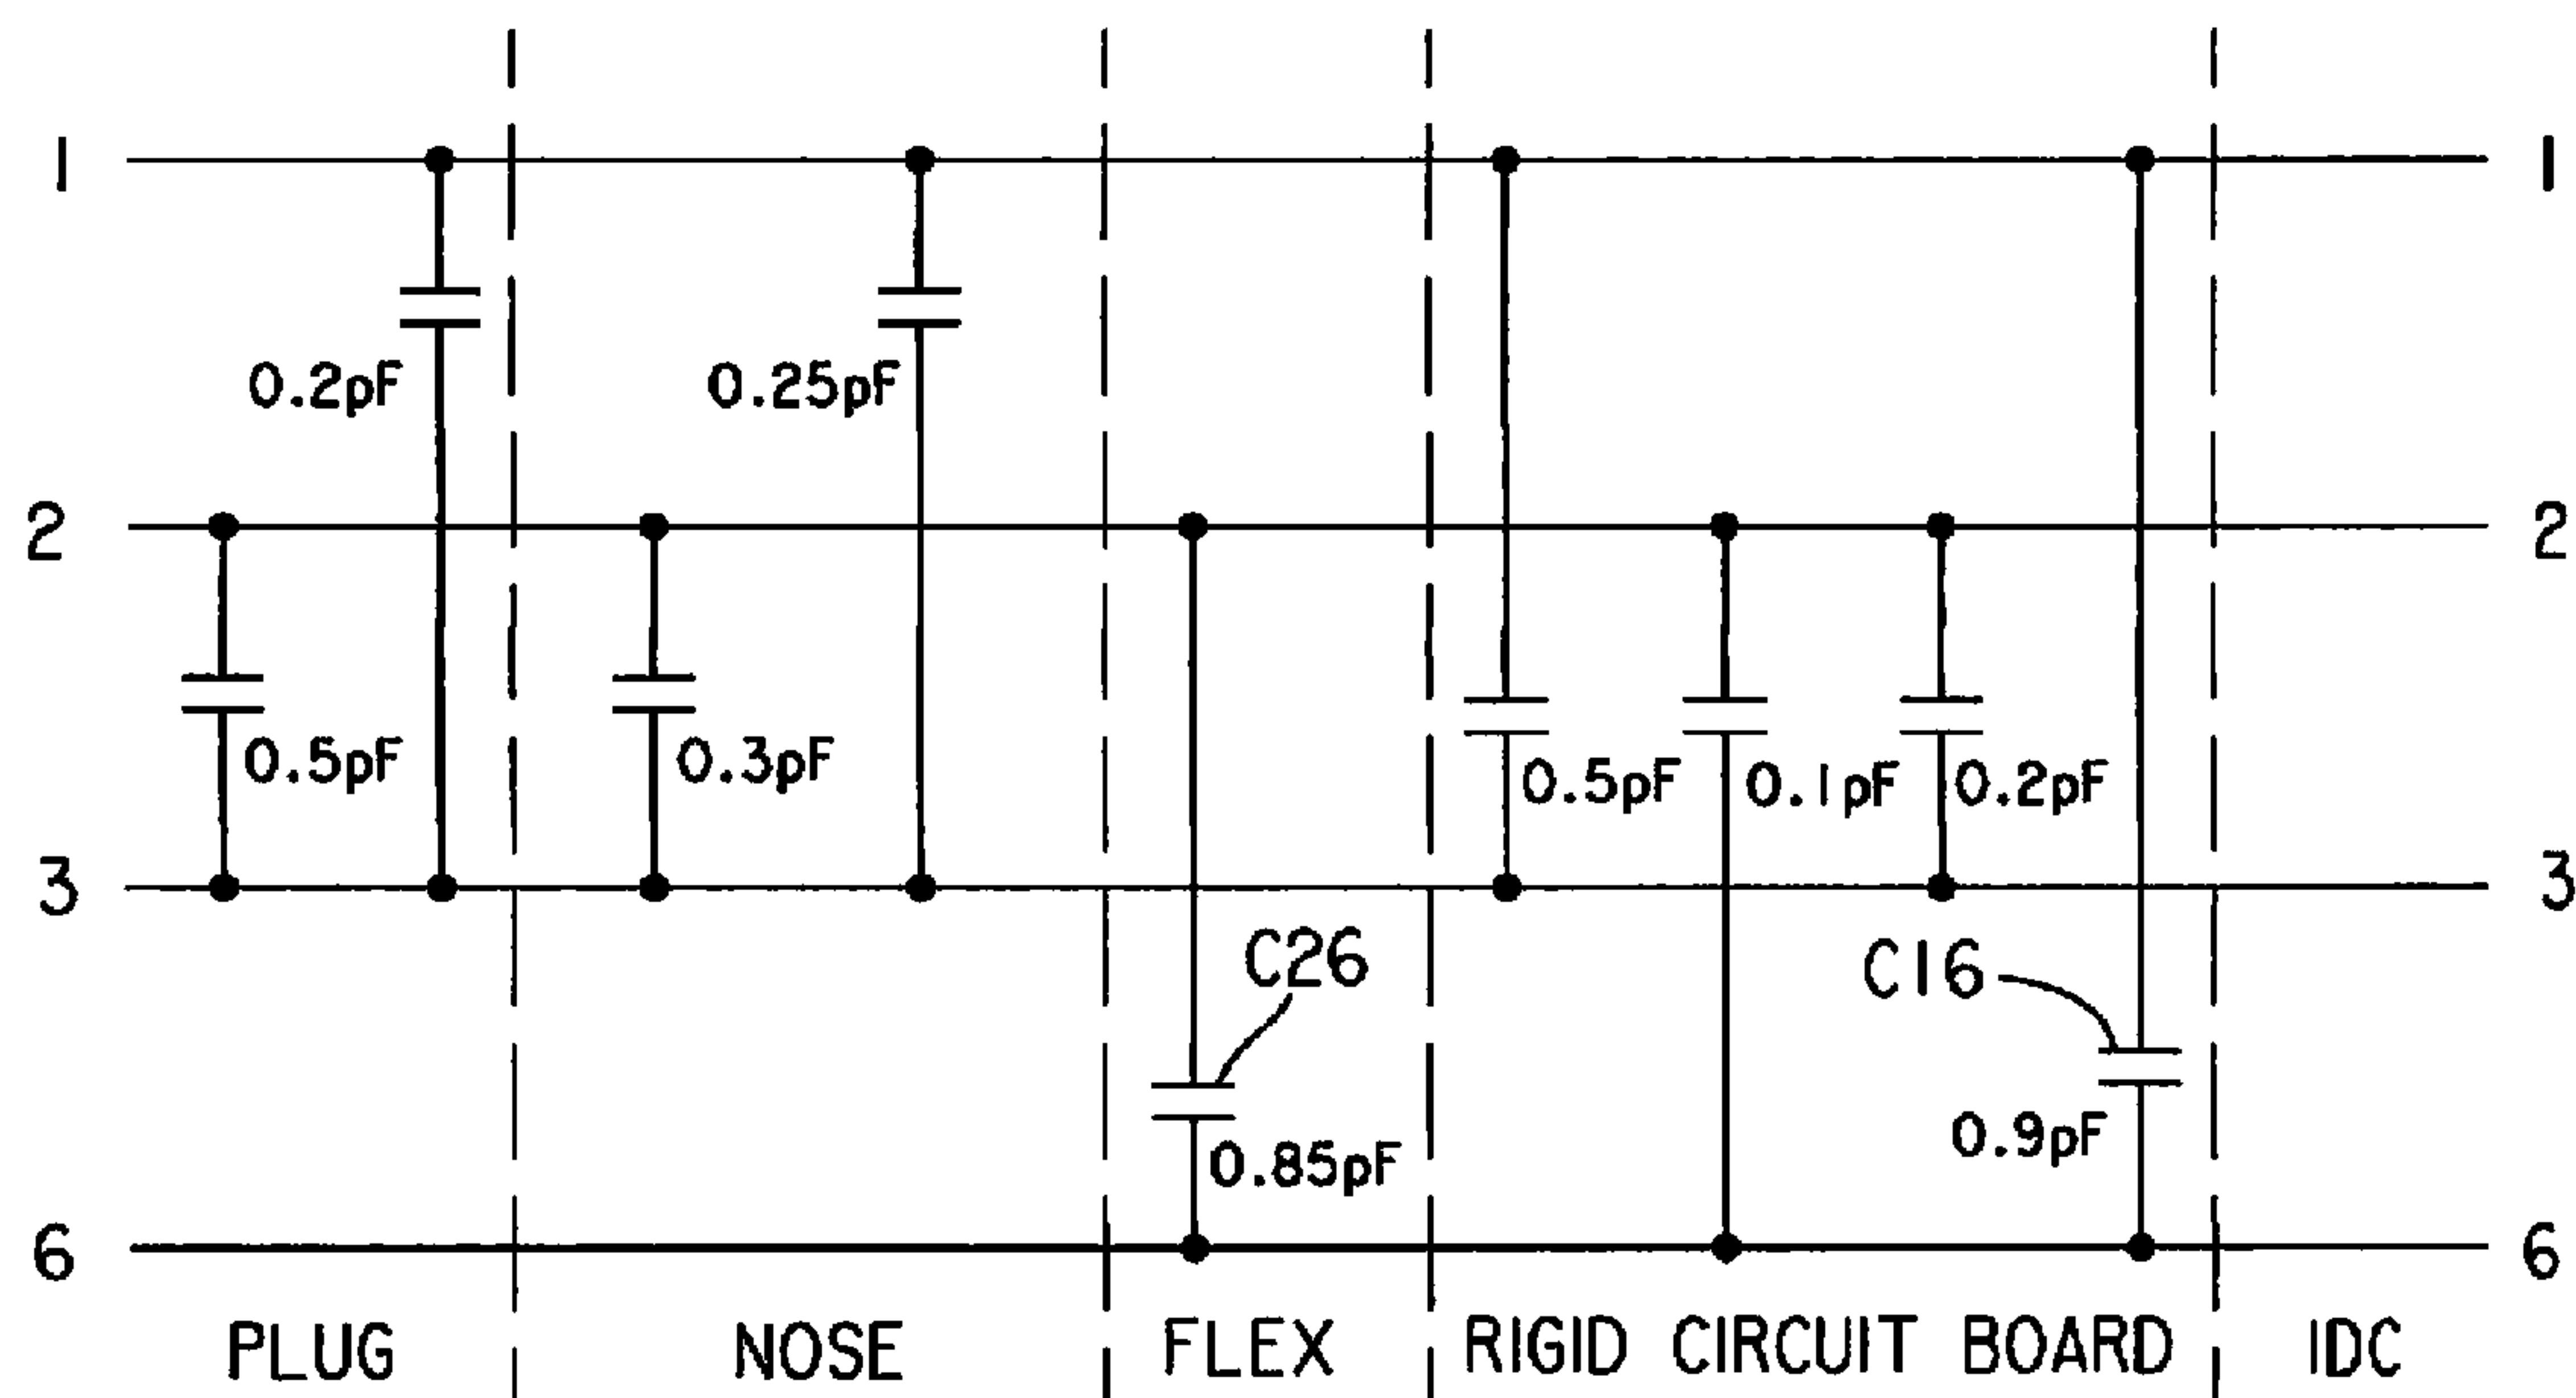 1 1
0.2pF 0.25pF
2 2
0.5pF 0.3pF 0.5pF 0.1pF 0.2pF
3 3
C26 C16
0.85pF 0.9pF
6 6
PLUG NOSE FLEX RIGID CIRCUIT BOARD IDC